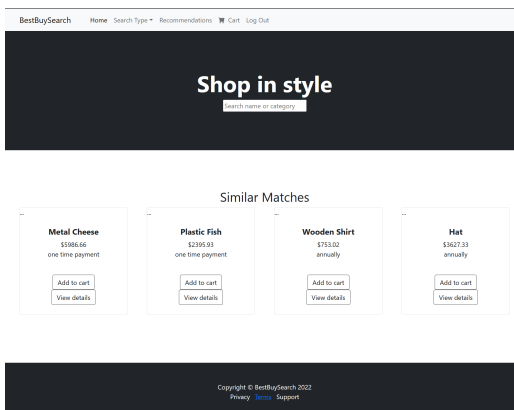 BestBuySearch Home Search Type Recommendations Cart Log Out
Shop in style
Search name or category
Similar Matches
... ... ... ...
Metal Cheese Plastic Fish Wooden Shirt Hat
$5986.66 $2395.93 $753.02 $3627.33
one time payment one time payment annually annually
Add to cart Add to cart Add to cart Add to cart
View details View details View details View details
Copyright © BestBuySearch 2022
Privacy Terms Support